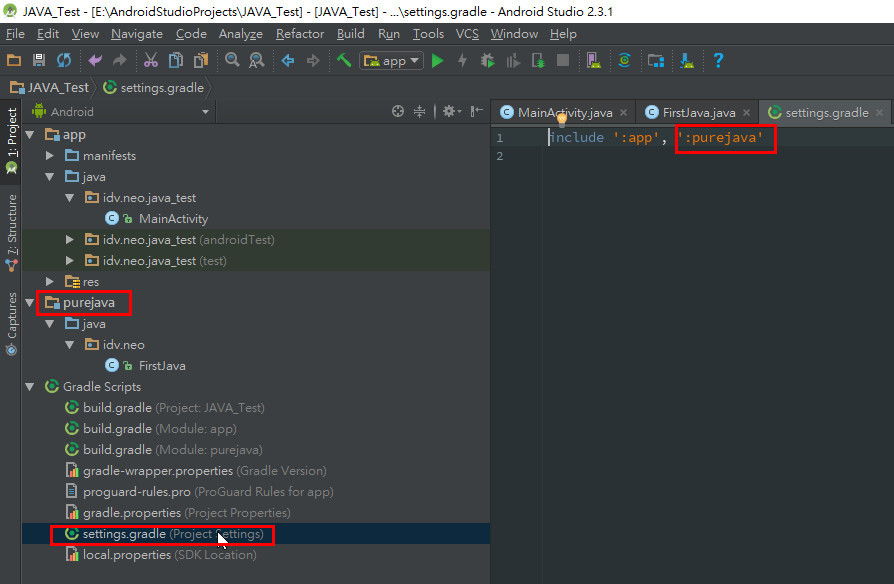 JAVA_Test - [E:\AndroidStudioProjects\JAVA_Test] - [JAVA_Test] - ...\settings.gradle - Android Studio 2.3.1
File Edit View Navigate Code Analyze Refactor Build Run Tools VCS Window Help
app
JAVA_Test settings.gradle
Android
MainActivity.java FirstJava.java settings.gradle
1: Project
7: Structure
Captures
app
manifests
java
idv.neo.java_test
MainActivity
idv.neo.java_test (androidTest)
idv.neo.java_test (test)
res
purejava
java
idv.neo
FirstJava
Gradle Scripts
build.gradle (Project: JAVA_Test)
build.gradle (Module: app)
build.gradle (Module: purejava)
gradle-wrapper.properties (Gradle Version)
proguard-rules.pro (ProGuard Rules for app)
gradle.properties (Project Properties)
settings.gradle (Project Settings)
local.properties (SDK Location)
1 include ':app', ':purejava'
2